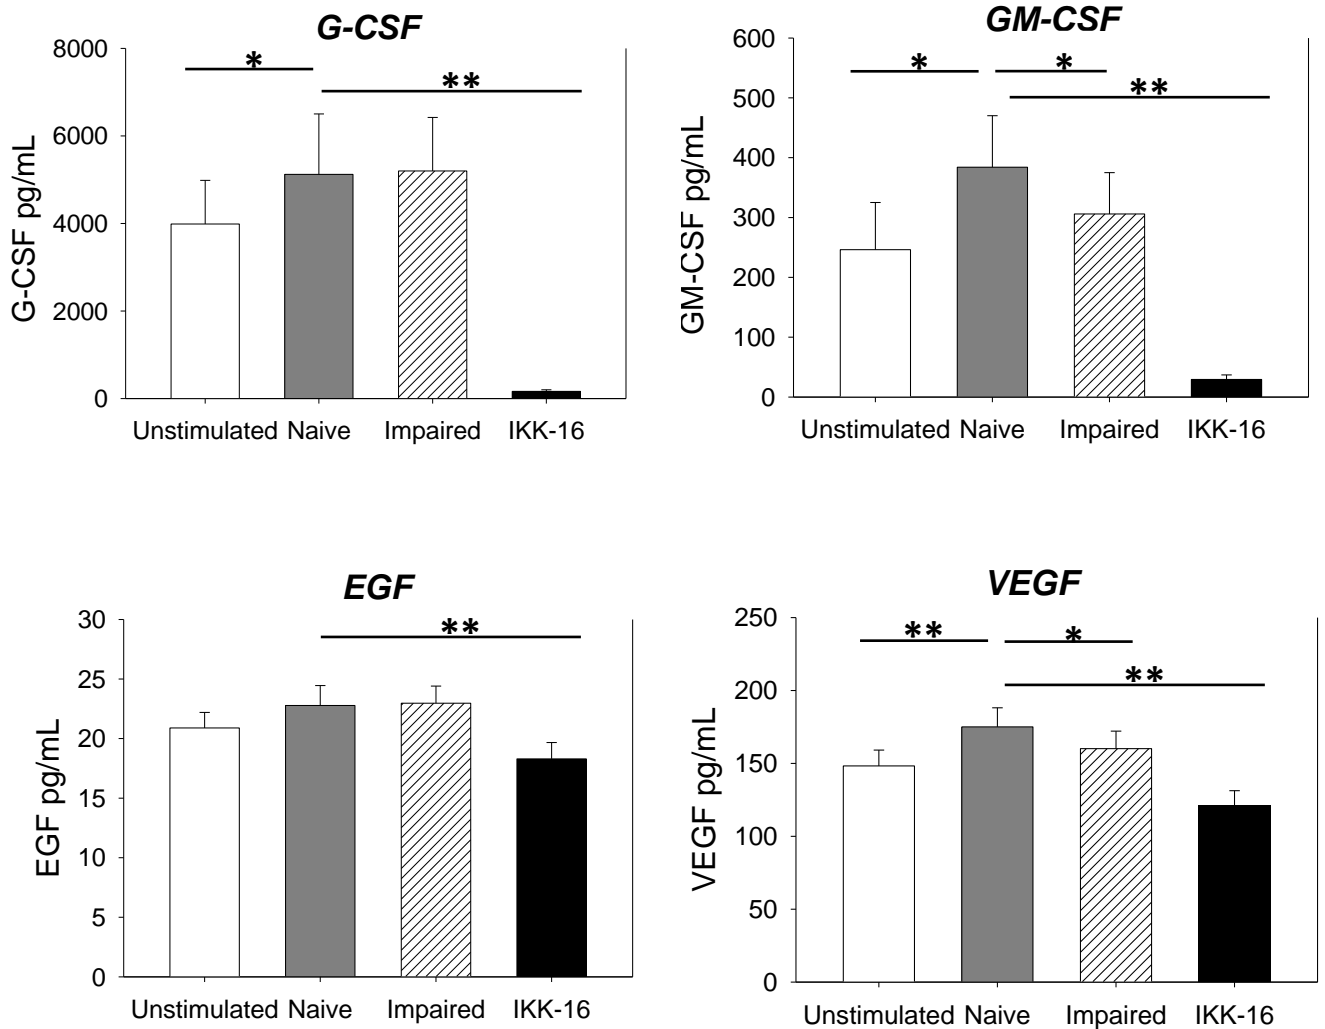 G-CSF
G-CSF pg/mL
8000
6000
4000
2000
0
*
**
Unstimulated Naive Impaired IKK-16
GM-CSF
GM-CSF pg/mL
600
500
400
300
200
100
0
*
*
**
Unstimulated Naive Impaired IKK-16
EGF
EGF pg/mL
30
25
20
15
10
5
0
**
Unstimulated Naive Impaired IKK-16
VEGF
VEGF pg/mL
250
200
150
100
50
0
**
*
**
Unstimulated Naive Impaired IKK-16